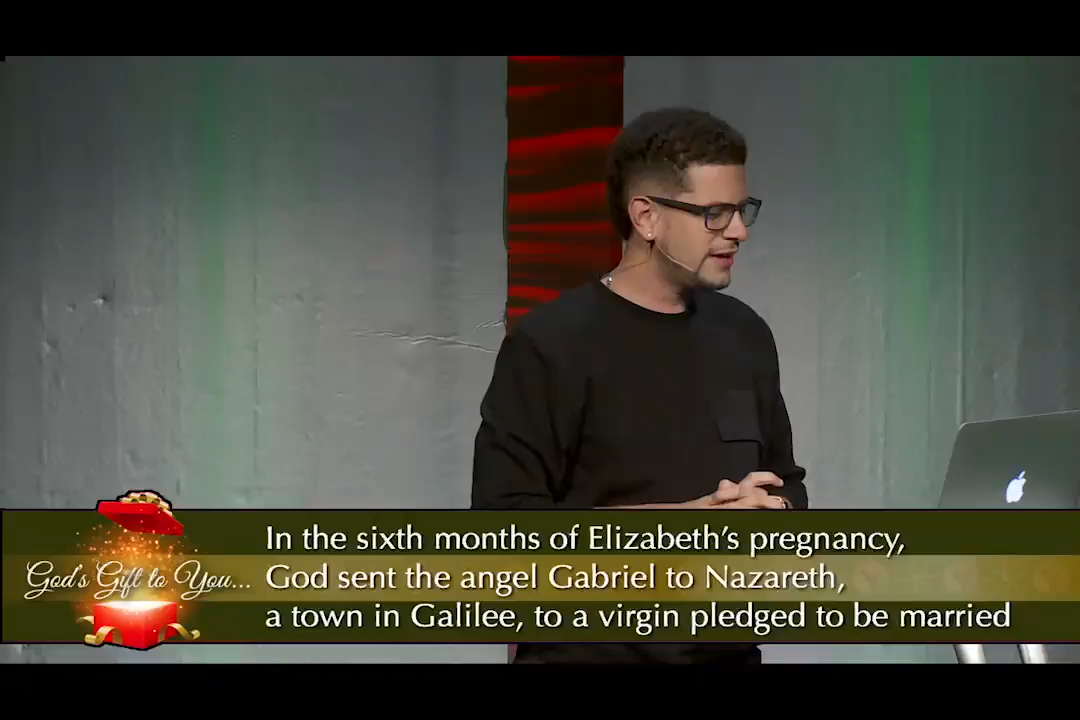 In the sixth months of Elizabeth's pregnancy,
God's Gift to You...
God sent the angel Gabriel to Nazareth,
a town in Galilee, to a virgin pledged to be married